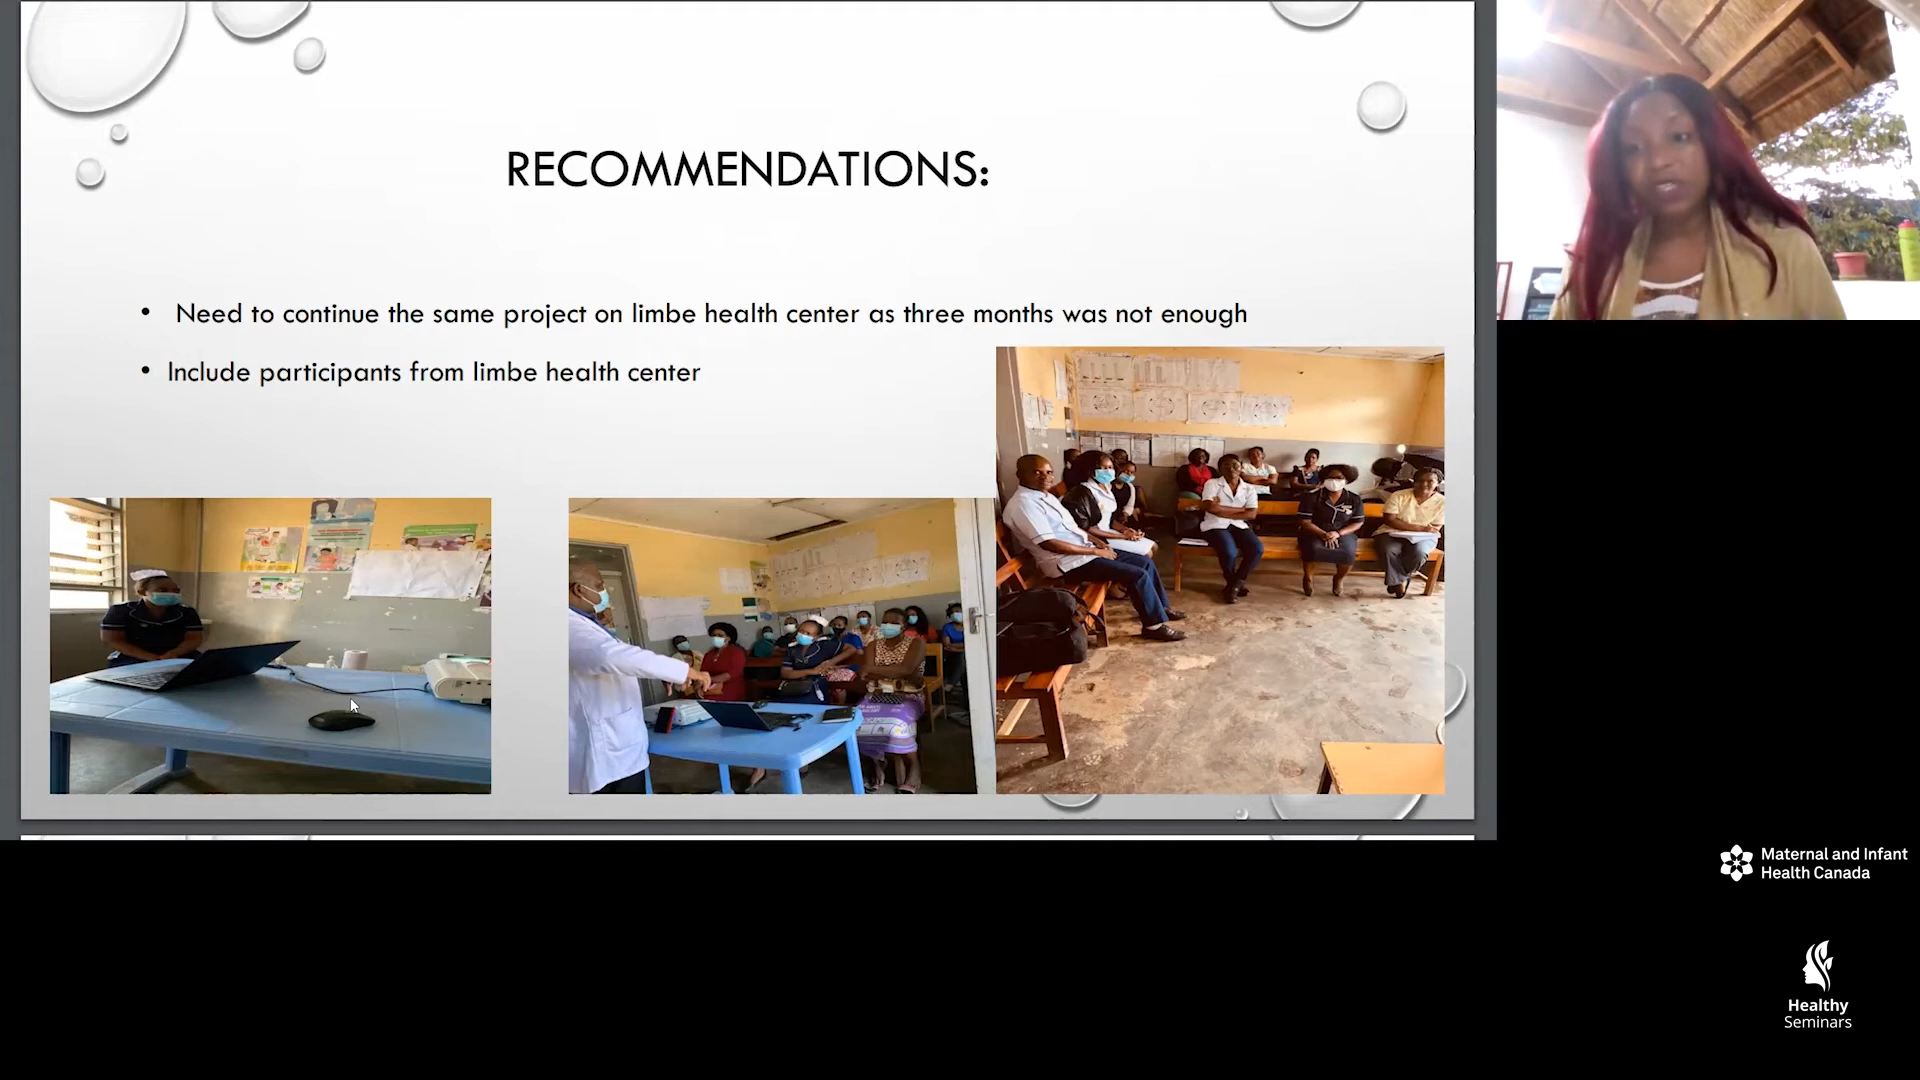 RECOMMENDATIONS:
• Need to continue the same project on limbe health center as three months was not enough
• Include participants from limbe health center
Maternal and Infant
Health Canada
Healthy
Seminars